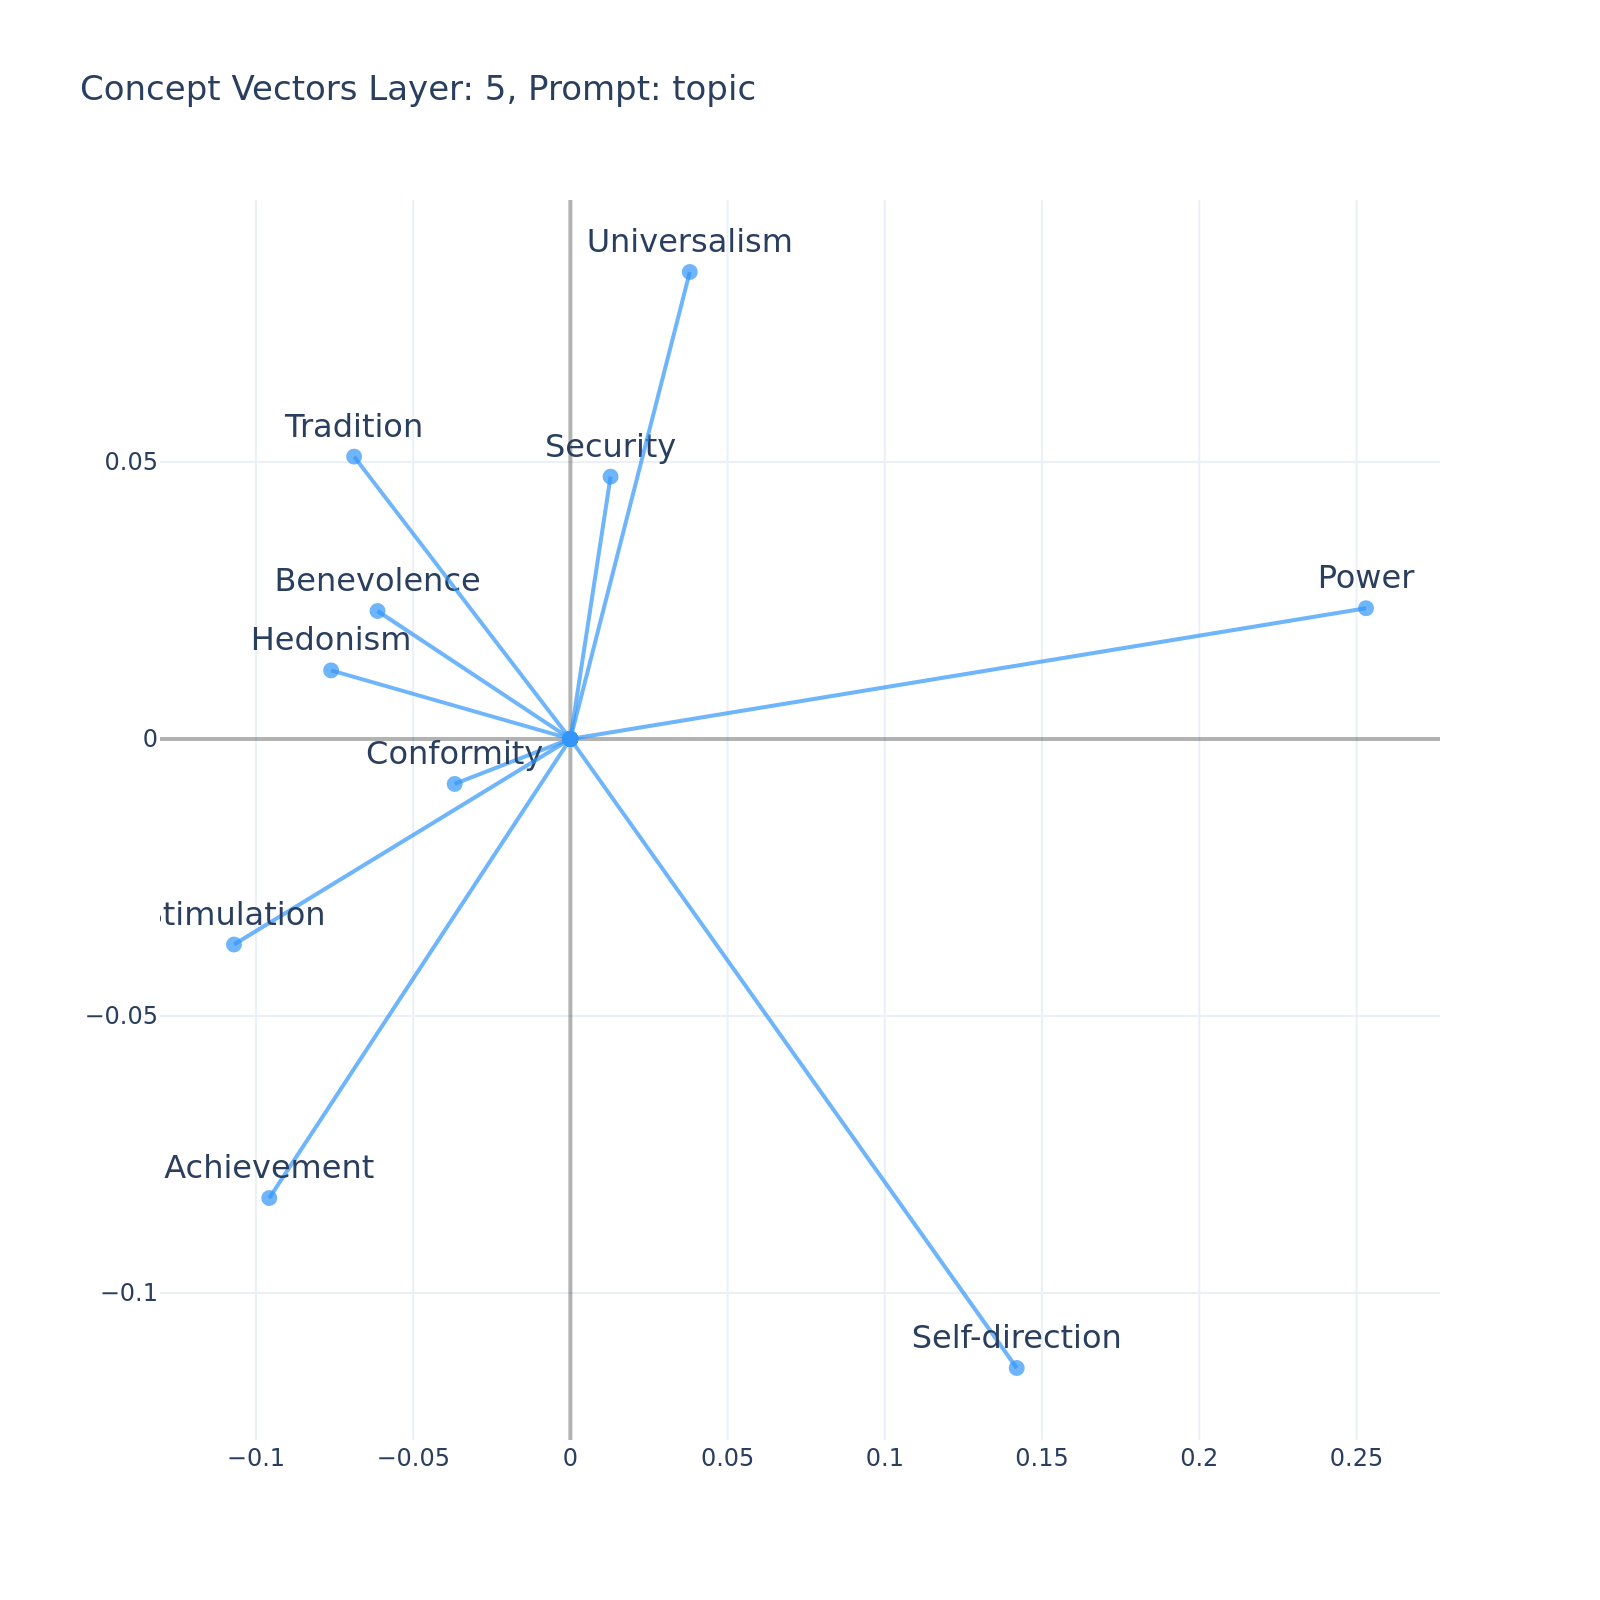 Concept Vectors Layer: 5, Prompt: topic
Universalism
Tradition
Security
0.05
Benevolence
Power
Hedonism
0
Conformity
timulation
−0.05
Achievement
−0.1
Self-direction
−0.1 −0.05 0 0.05 0.1 0.15 0.2 0.25